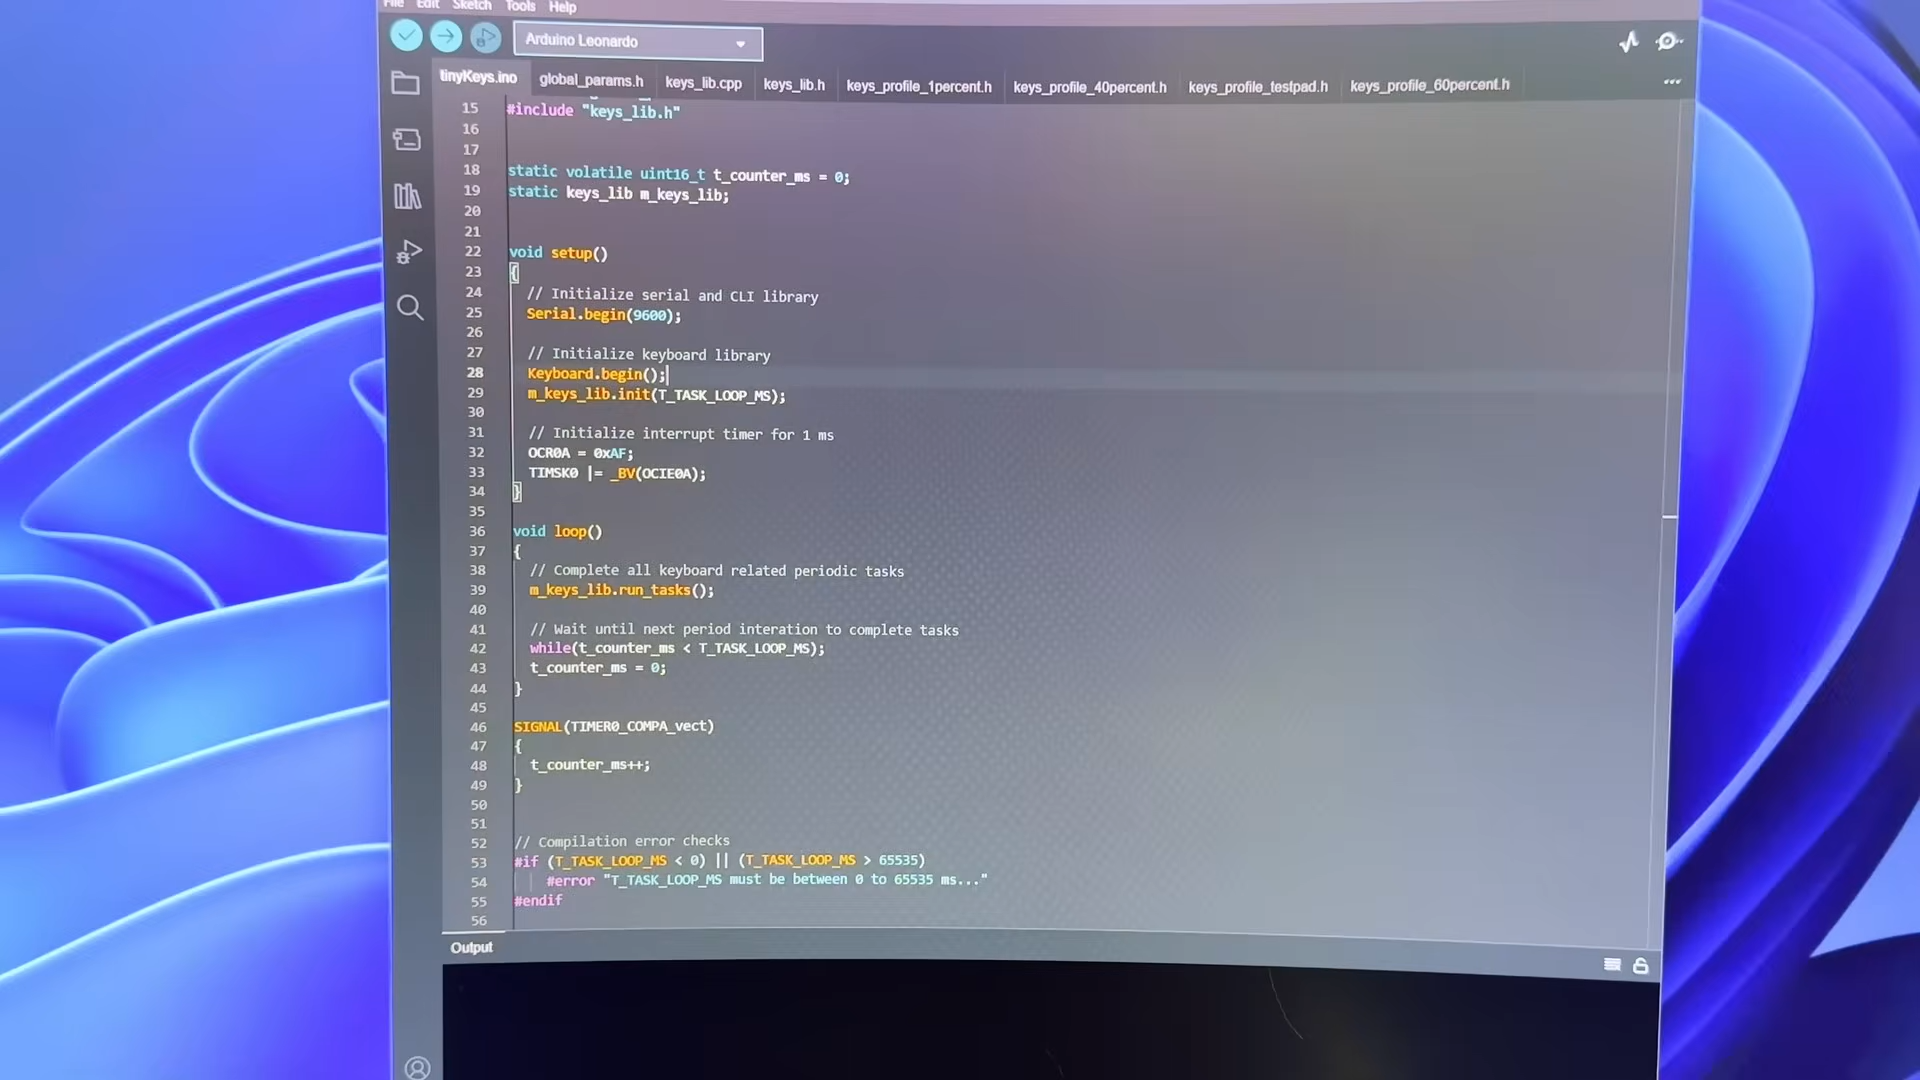 File Edit Sketch Tools Help
Arduino Leonardo
tinyKeys.ino global_params.h keys_lib.cpp keys_lib.h keys_profile_1percent.h keys_profile_40percent.h keys_profile_testpad.h keys_profile_60percent.h
15 #include "keys_lib.h"
16
17
18 static volatile uint16_t t_counter_ms = 0;
19 static keys_lib m_keys_lib;
20
21
22 void setup()
23 {
24 // Initialize serial and CLI library
25 Serial.begin(9600);
26
27 // Initialize keyboard library
28 Keyboard.begin();
29 m_keys_lib.init(T_TASK_LOOP_MS);
30
31 // Initialize interrupt timer for 1 ms
32 OCR0A = 0xAF;
33 TIMSK0 |= _BV(OCIE0A);
34 }
35
36 void loop()
37 {
38 // Complete all keyboard related periodic tasks
39 m_keys_lib.run_tasks();
40
41 // Wait until next period interation to complete tasks
42 while(t_counter_ms < T_TASK_LOOP_MS);
43 t_counter_ms = 0;
44 }
45
46 SIGNAL(TIMER0_COMPA_vect)
47 {
48 t_counter_ms++;
49 }
50
51
52 // Compilation error checks
53 #if (T_TASK_LOOP_MS < 0) || (T_TASK_LOOP_MS > 65535)
54 #error "T_TASK_LOOP_MS must be between 0 to 65535 ms..."
55 #endif
56
Output